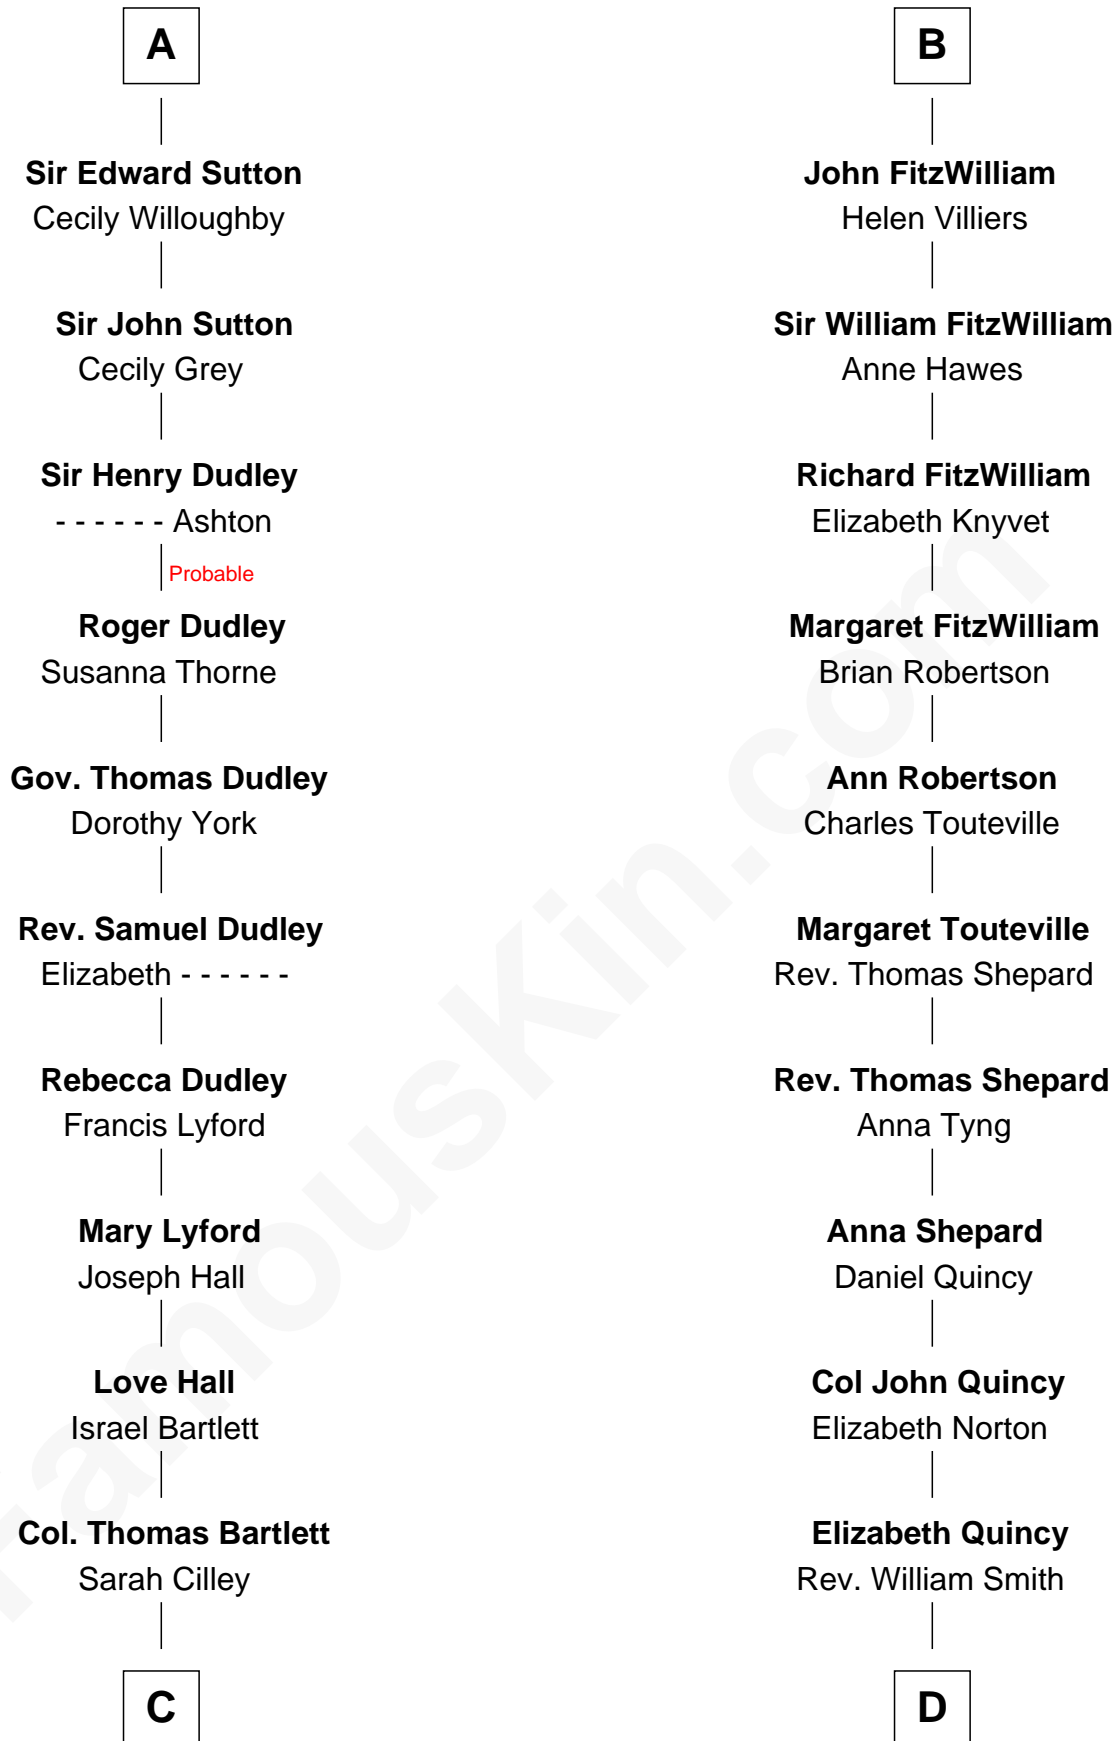 A
Sir Edward Sutton
Cecily Willoughby
Sir John Sutton
Cecily Grey
Sir Henry Dudley
- - - - - - Ashton
Probable
Roger Dudley
Susanna Thorne
Gov. Thomas Dudley
Dorothy York
Rev. Samuel Dudley
Elizabeth - - - - - -
Rebecca Dudley
Francis Lyford
Mary Lyford
Joseph Hall
Love Hall
Israel Bartlett
Col. Thomas Bartlett
Sarah Cilley
C
B
John FitzWilliam
Helen Villiers
Sir William FitzWilliam
Anne Hawes
Richard FitzWilliam
Elizabeth Knyvet
Margaret FitzWilliam
Brian Robertson
Ann Robertson
Charles Touteville
Margaret Touteville
Rev. Thomas Shepard
Rev. Thomas Shepard
Anna Tyng
Anna Shepard
Daniel Quincy
Col John Quincy
Elizabeth Norton
Elizabeth Quincy
Rev. William Smith
D
FamousKin.com